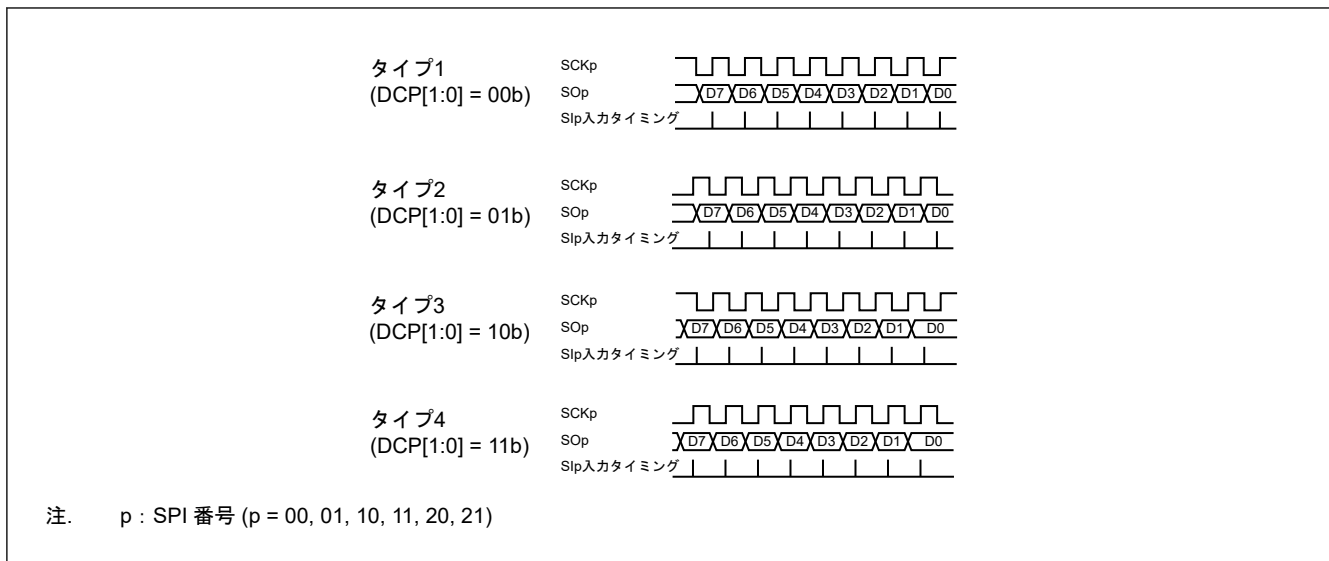 タイプ1
(DCP[1:0] = 00b)
SCKp
SOp D7 D6 D5 D4 D3 D2 D1 D0
SIp入力タイミング
タイプ2
(DCP[1:0] = 01b)
SCKp
SOp D7 D6 D5 D4 D3 D2 D1 D0
SIp入力タイミング
タイプ3
(DCP[1:0] = 10b)
SCKp
SOp D7 D6 D5 D4 D3 D2 D1 D0
SIp入力タイミング
タイプ4
(DCP[1:0] = 11b)
SCKp
SOp D7 D6 D5 D4 D3 D2 D1 D0
SIp入力タイミング
注. p : SPI 番号 (p = 00, 01, 10, 11, 20, 21)